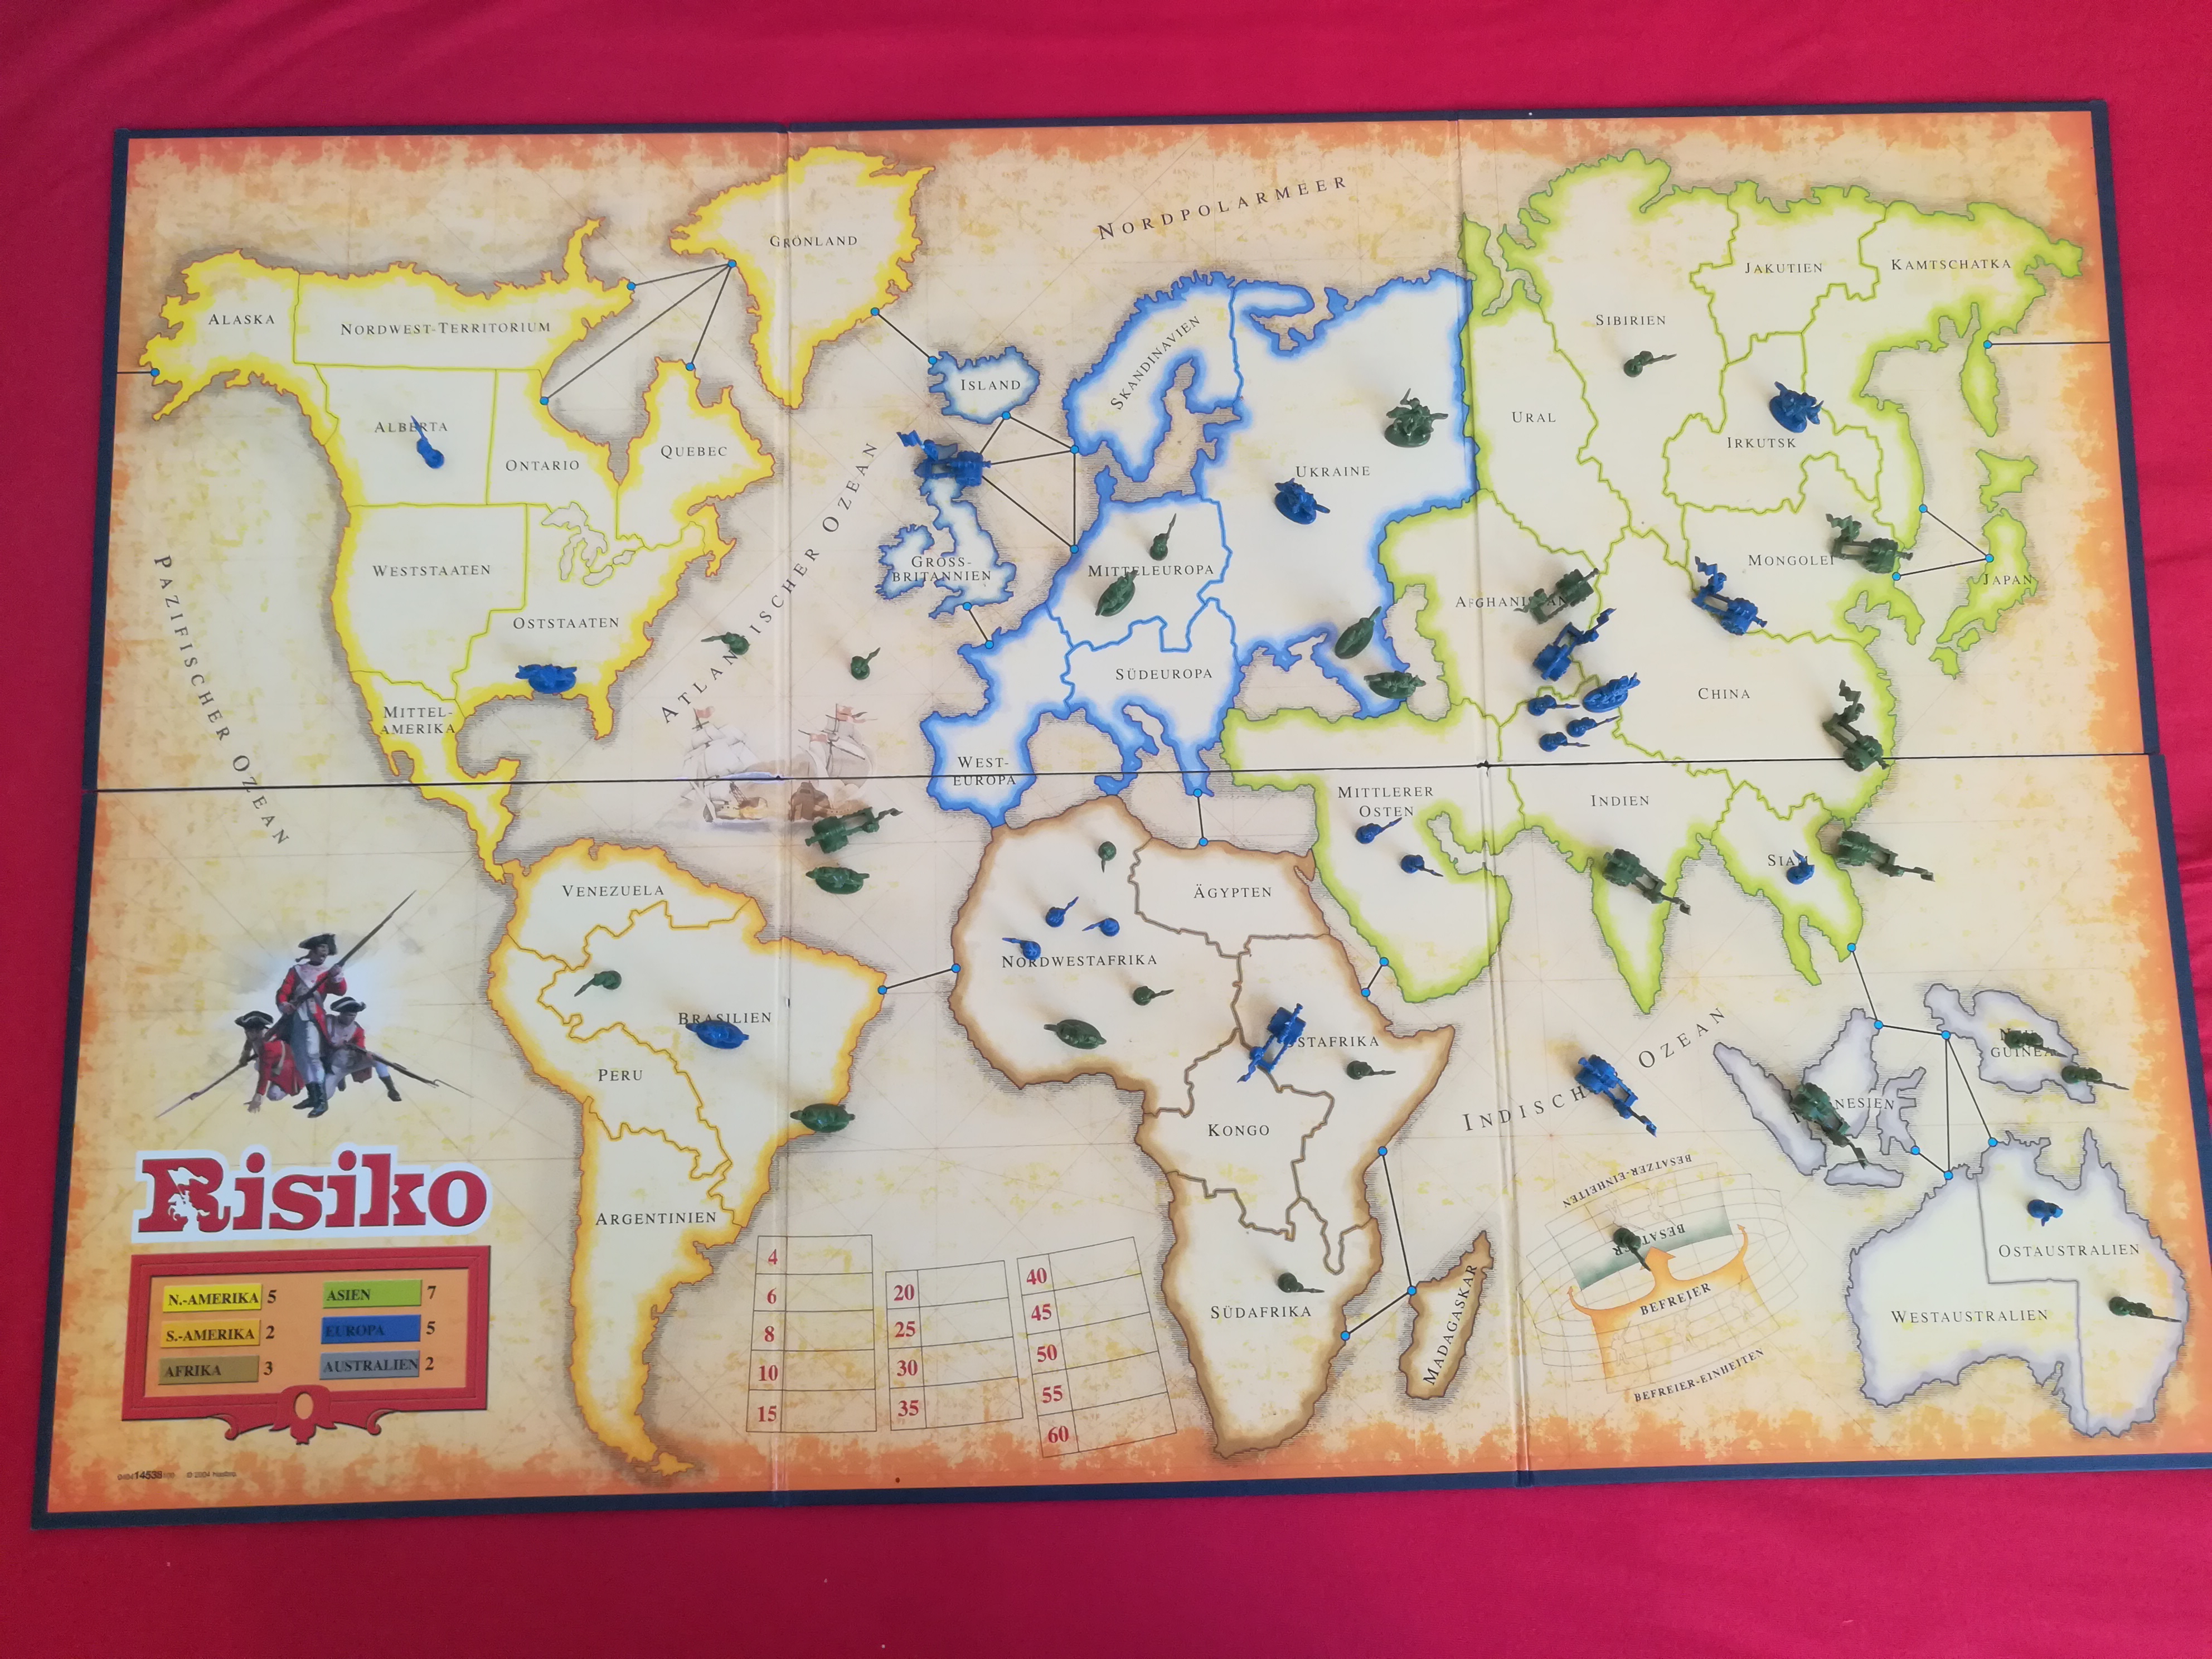 NORDPOLARMEER
GRÖNLAND
ALASKA
NORDWEST-TERRITORIUM
ALBERTA
ONTARIO
QUEBEC
WESTSTAATEN
OSTSTAATEN
MITTEL-
AMERIKA
PAZIFISCHER OZEAN
ATLANTISCHER OZEAN
ISLAND
SKANDINAVIEN
UKRAINE
GROSS-
BRITANNIEN
MITTELEUROPA
SÜDEUROPA
WEST-
EUROPA
SIBIRIEN
JAKUTIEN
KAMTSCHATKA
URAL
IRKUTSK
MONGOLEI
JAPAN
AFGHANISTAN
CHINA
MITTLERER
OSTEN
INDIEN
SIAM
VENEZUELA
BRASILIEN
PERU
ARGENTINIEN
NORDWESTAFRIKA
ÄGYPTEN
OSTAFRIKA
KONGO
SÜDAFRIKA
MADAGASKAR
INDISCHER OZEAN
NEU
GUINEA
INDONESIEN
OSTAUSTRALIEN
WESTAUSTRALIEN
Risiko
N.-AMERIKA 5
S.-AMERIKA 2
AFRIKA 3
ASIEN 7
EUROPA 5
AUSTRALIEN 2
4
6
8
10
15
20
25
30
35
40
45
50
55
60
BESATZER-EINHEITEN
BESATZER
BEFREIER
BEFREIER-EINHEITEN
© 2004 Hasbro